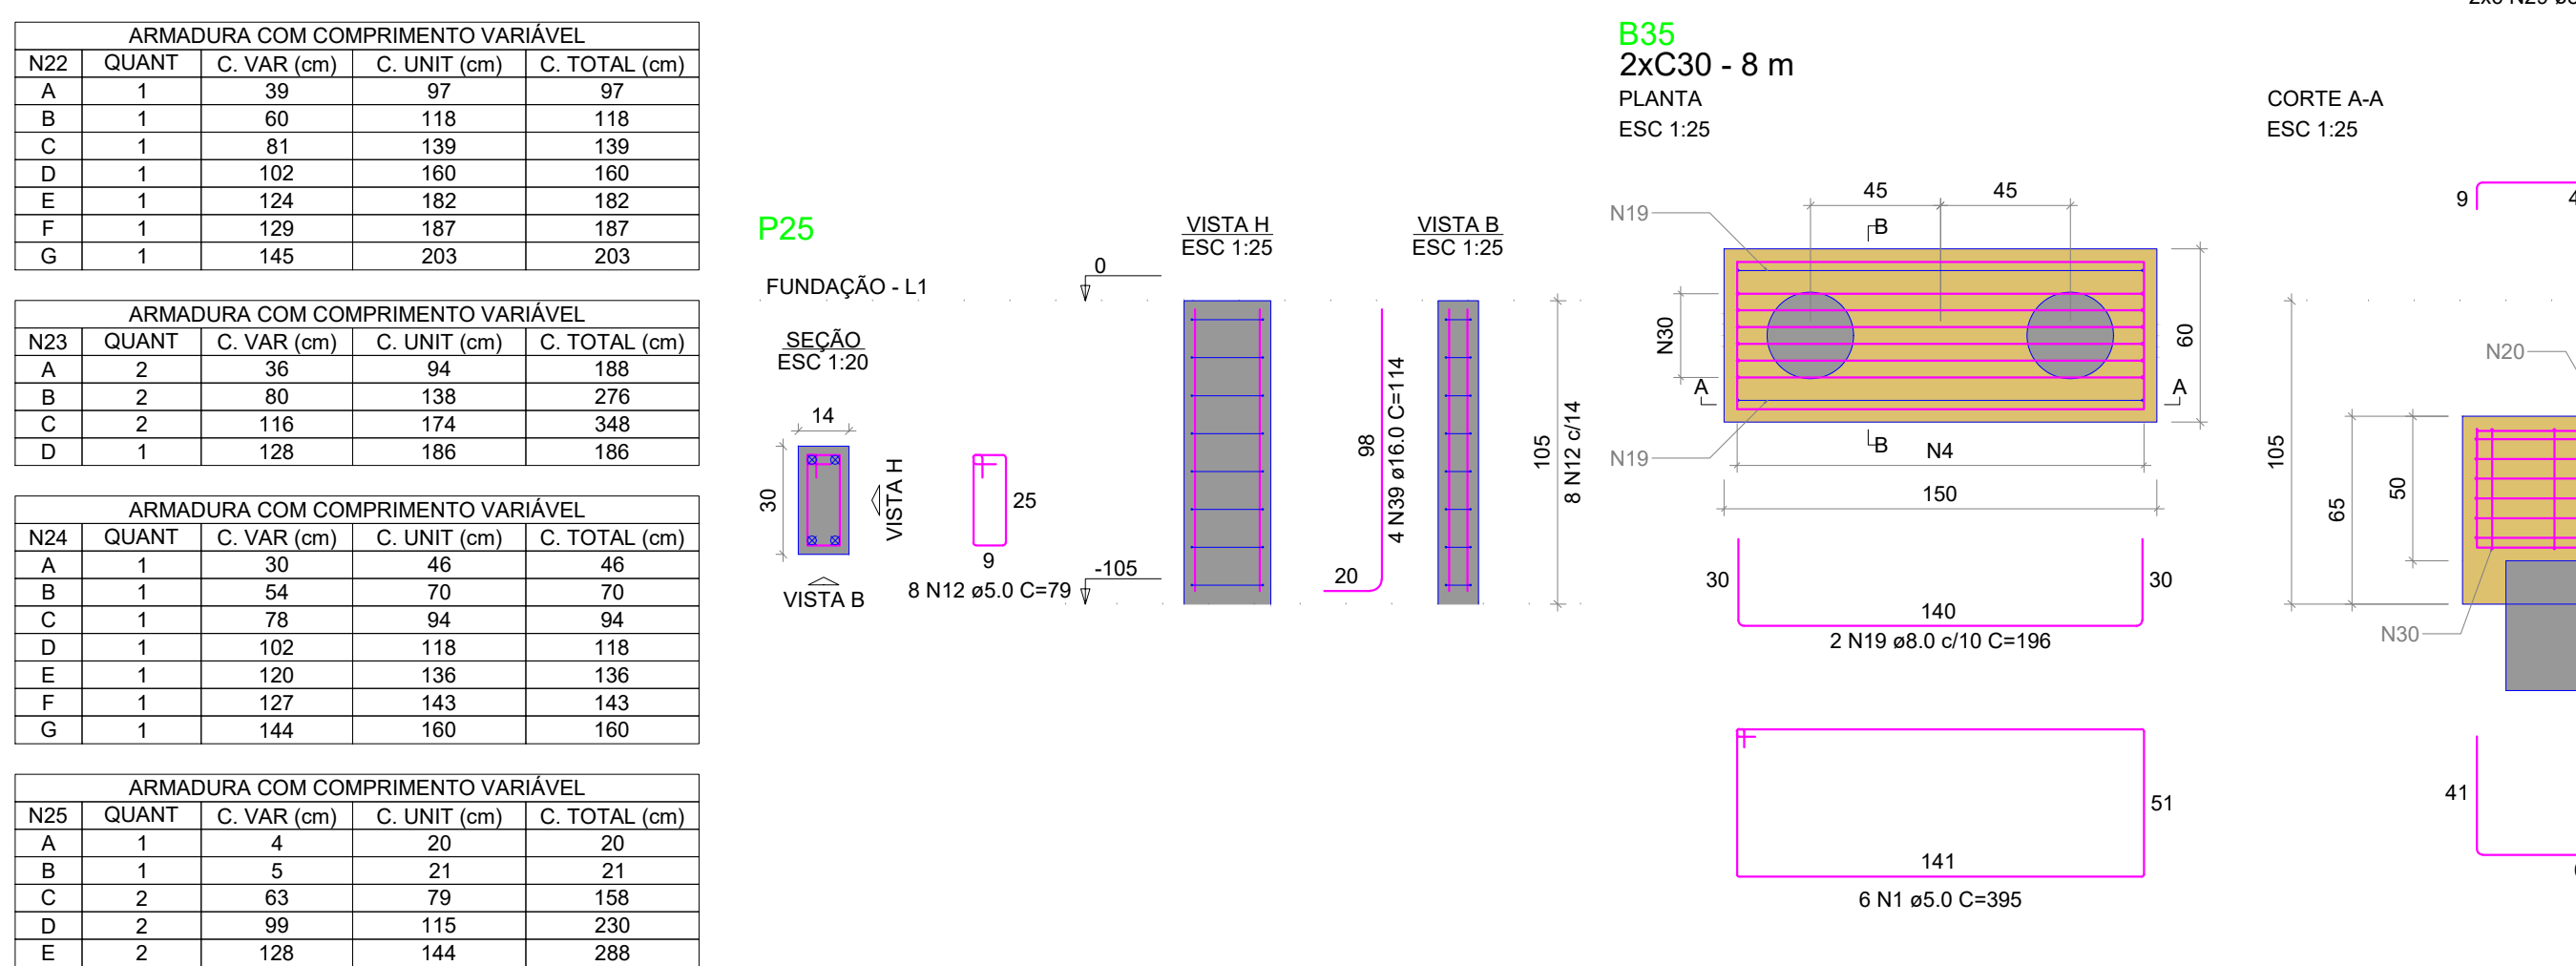 ARMADURA COM COMPRIMENTO VARIÁVEL
N22 QUANT C. VAR (cm) C. UNIT (cm) C. TOTAL (cm)
A 1 39 97 97
B 1 60 118 118
C 1 81 139 139
D 1 102 160 160
E 1 124 182 182
F 1 129 187 187
G 1 145 203 203
ARMADURA COM COMPRIMENTO VARIÁVEL
N23 QUANT C. VAR (cm) C. UNIT (cm) C. TOTAL (cm)
A 2 36 94 188
B 2 80 138 276
C 2 116 174 348
D 1 128 186 186
ARMADURA COM COMPRIMENTO VARIÁVEL
N24 QUANT C. VAR (cm) C. UNIT (cm) C. TOTAL (cm)
A 1 30 46 46
B 1 54 70 70
C 1 78 94 94
D 1 102 118 118
E 1 120 136 136
F 1 127 143 143
G 1 144 160 160
ARMADURA COM COMPRIMENTO VARIÁVEL
N25 QUANT C. VAR (cm) C. UNIT (cm) C. TOTAL (cm)
A 1 4 20 20
B 1 5 21 21
C 2 63 79 158
D 2 99 115 230
E 2 128 144 288
P25
FUNDAÇÃO - L1
SEÇÃO
ESC 1:20
14
30
VISTA H
VISTA B
25
9
8 N12 ø5.0 C=79
0
-105
VISTA H
ESC 1:25
98
4 N39 ø16.0 C=114
20
VISTA B
ESC 1:25
105
8 N12 c/14
B35
2xC30 - 8 m
PLANTA
ESC 1:25
45 45
N19
B
N30
60
A A
B
N4
N19
150
30 30
140
2 N19 ø8.0 c/10 C=196
51
141
6 N1 ø5.0 C=395
CORTE A-A
ESC 1:25
9
N20
105
65
50
N30
41